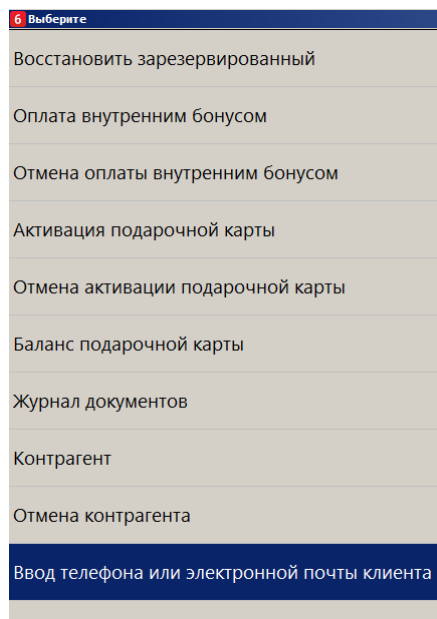 6 Выберите
Восстановить зарезервированный
Оплата внутренним бонусом
Отмена оплаты внутренним бонусом
Активация подарочной карты
Отмена активации подарочной карты
Баланс подарочной карты
Журнал документов
Контрагент
Отмена контрагента
Ввод телефона или электронной почты клиента